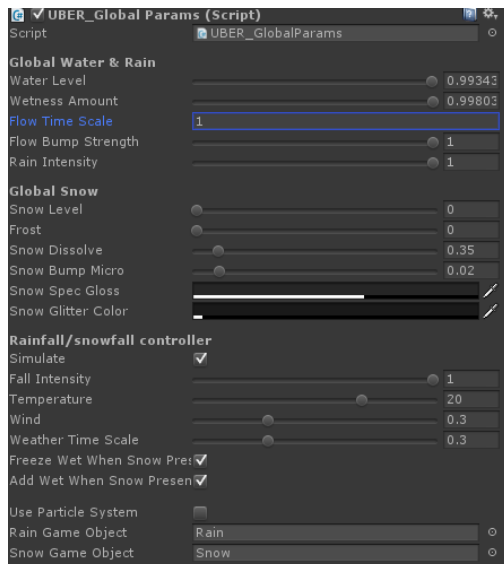 UBER_Global Params (Script)
Script UBER_GlobalParams
Global Water & Rain
Water Level 0.99343
Wetness Amount 0.99803
Flow Time Scale 1
Flow Bump Strength 1
Rain Intensity 1
Global Snow
Snow Level 0
Frost 0
Snow Dissolve 0.35
Snow Bump Micro 0.02
Snow Spec Gloss
Snow Glitter Color
Rainfall/snowfall controller
Simulate
Fall Intensity 1
Temperature 20
Wind 0.3
Weather Time Scale 0.3
Freeze Wet When Snow Pres
Add Wet When Snow Presen
Use Particle System
Rain Game Object Rain
Snow Game Object Snow